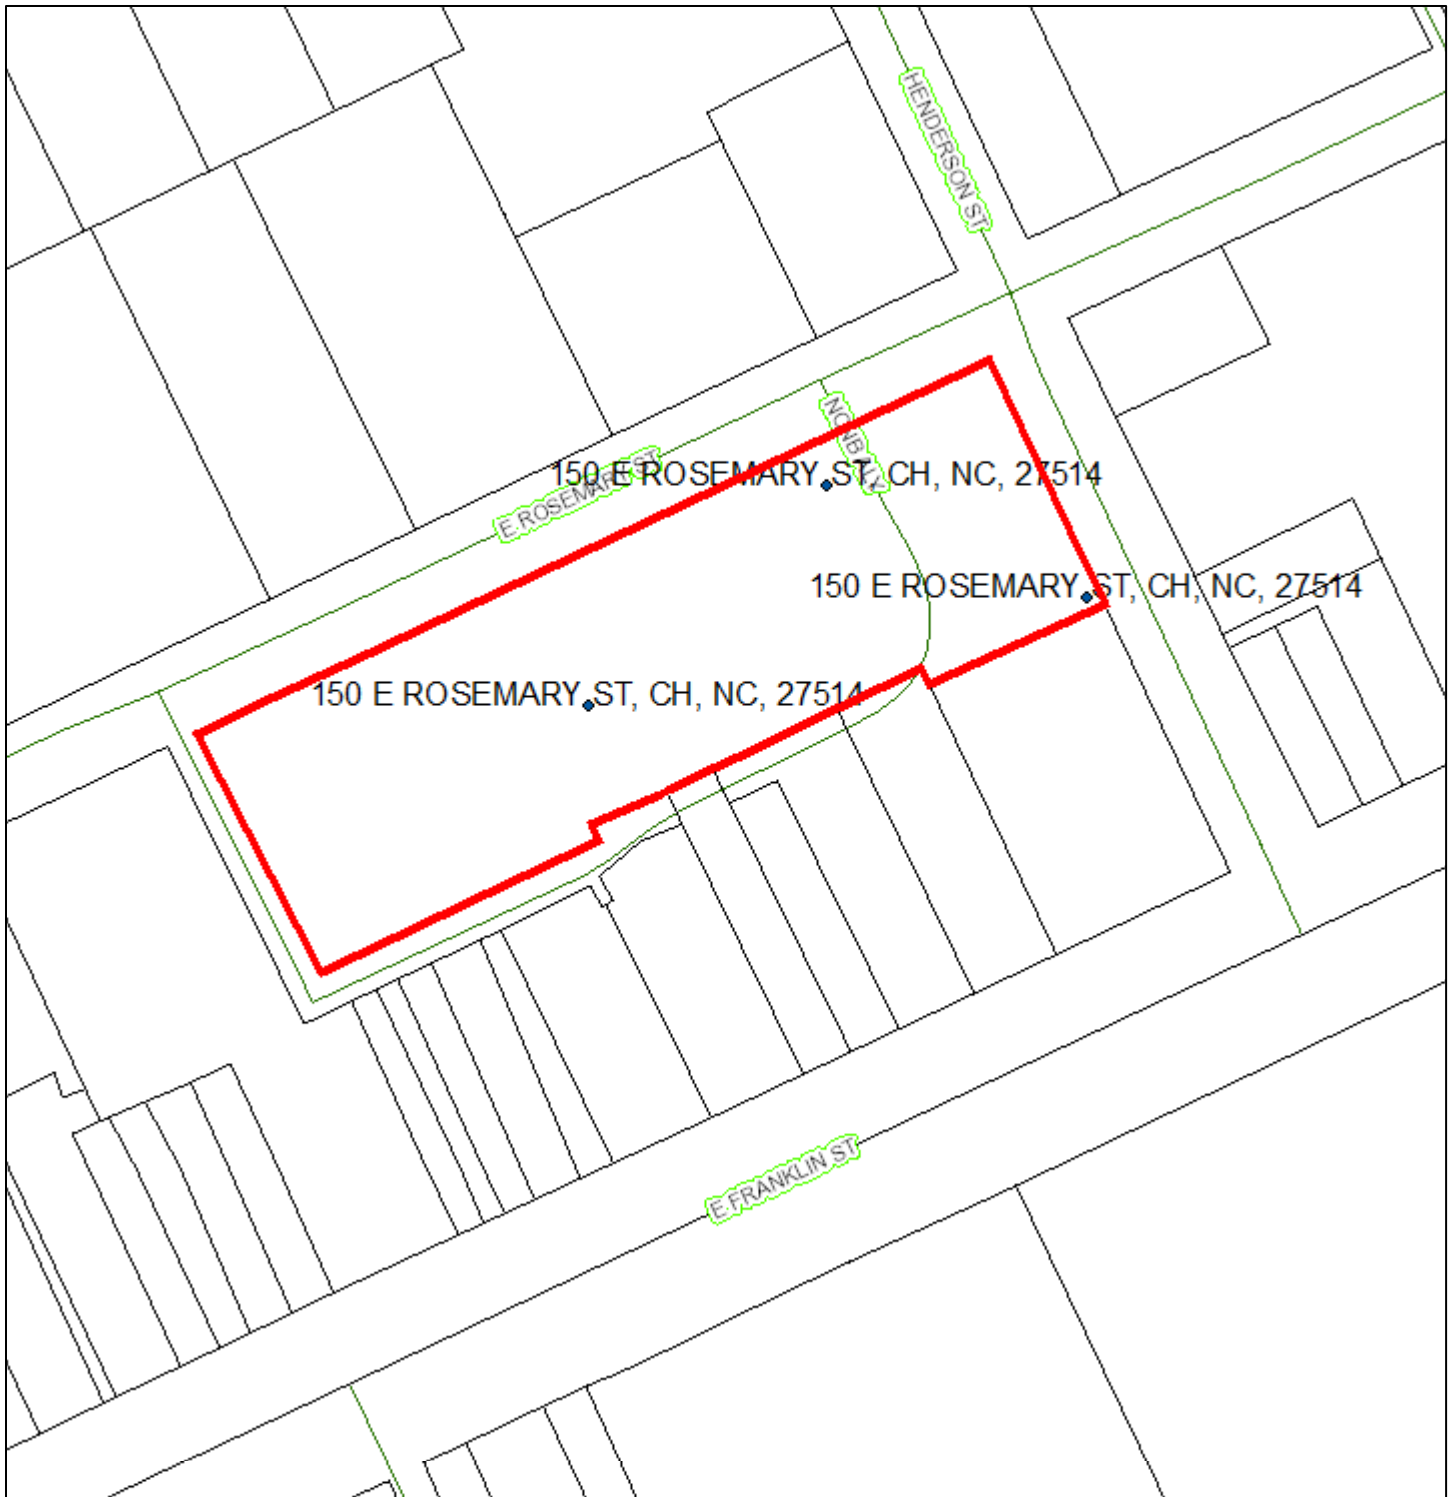 HENDERSON ST
NONB ALY
E ROSEMARY ST
150 E ROSEMARY ST, CH, NC, 27514
150 E ROSEMARY ST, CH, NC, 27514
150 E ROSEMARY ST, CH, NC, 27514
E FRANKLIN ST